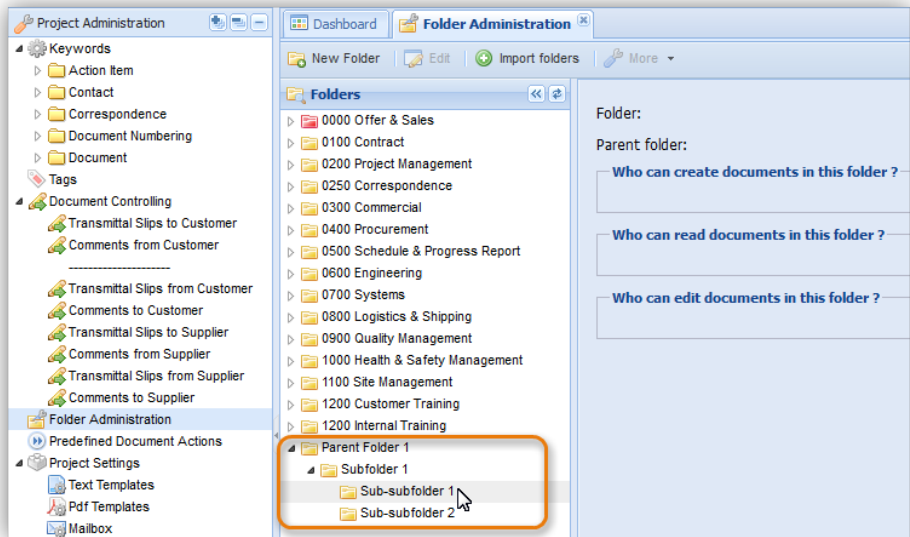 Project Administration
Keywords
Action Item
Contact
Correspondence
Document Numbering
Document
Tags
Document Controlling
Transmittal Slips to Customer
Comments from Customer
---------------------
Transmittal Slips from Customer
Comments to Customer
Transmittal Slips to Supplier
Comments from Supplier
Transmittal Slips from Supplier
Comments to Supplier
Folder Administration
Predefined Document Actions
Project Settings
Text Templates
Pdf Templates
Mailbox
Dashboard
Folder Administration
New Folder
Edit
Import folders
More
Folders
0000 Offer & Sales
0100 Contract
0200 Project Management
0250 Correspondence
0300 Commercial
0400 Procurement
0500 Schedule & Progress Report
0600 Engineering
0700 Systems
0800 Logistics & Shipping
0900 Quality Management
1000 Health & Safety Management
1100 Site Management
1200 Customer Training
1200 Internal Training
Parent Folder 1
Subfolder 1
Sub-subfolder 1
Sub-subfolder 2
Folder:
Parent folder:
Who can create documents in this folder ?
Who can read documents in this folder ?
Who can edit documents in this folder ?